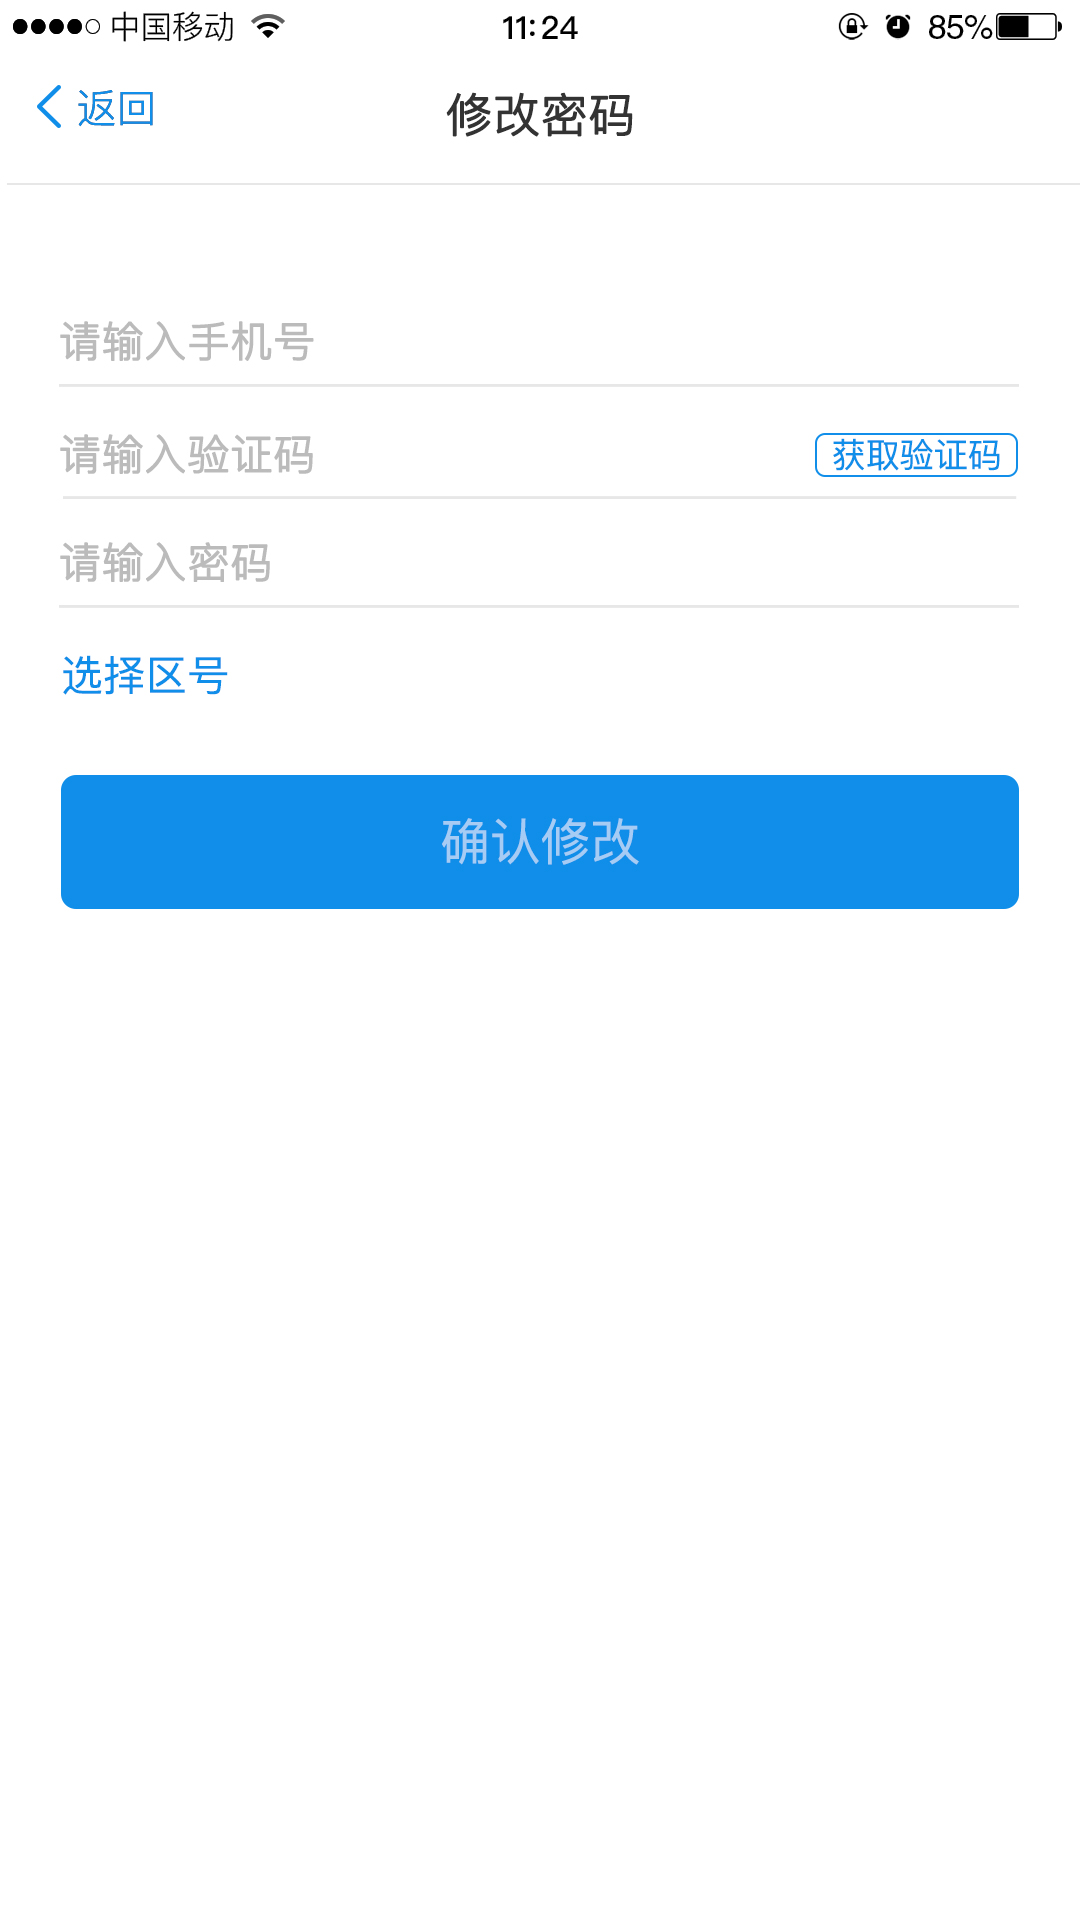 中国移动 11:24 85%
返回 修改密码
请输入手机号
请输入验证码 获取验证码
请输入密码
选择区号
确认修改